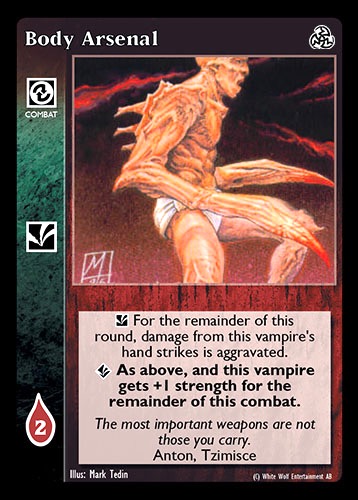 Body Arsenal
COMBAT
For the remainder of this
round, damage from this vampire's
hand strikes is aggravated.
As above, and this vampire
gets +1 strength for the
remainder of this combat.
The most important weapons are not
those you carry.
Anton, Tzimisce
2
Illus: Mark Tedin
(C) White Wolf Entertainment AB